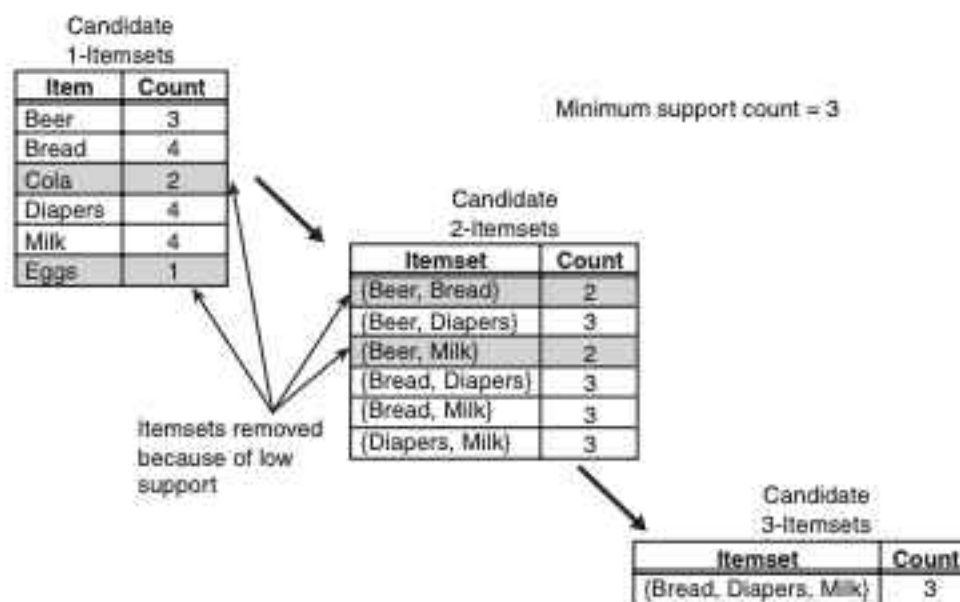 Candidate
1-Itemsets
Item Count
Beer 3
Bread 4
Cola 2
Diapers 4
Milk 4
Eggs 1
Minimum support count = 3
Candidate
2-Itemsets
Itemset Count
{Beer, Bread} 2
{Beer, Diapers} 3
{Beer, Milk} 2
{Bread, Diapers} 3
{Bread, Milk} 3
{Diapers, Milk} 3
Itemsets removed
because of low
support
Candidate
3-Itemsets
Itemset Count
{Bread, Diapers, Milk} 3